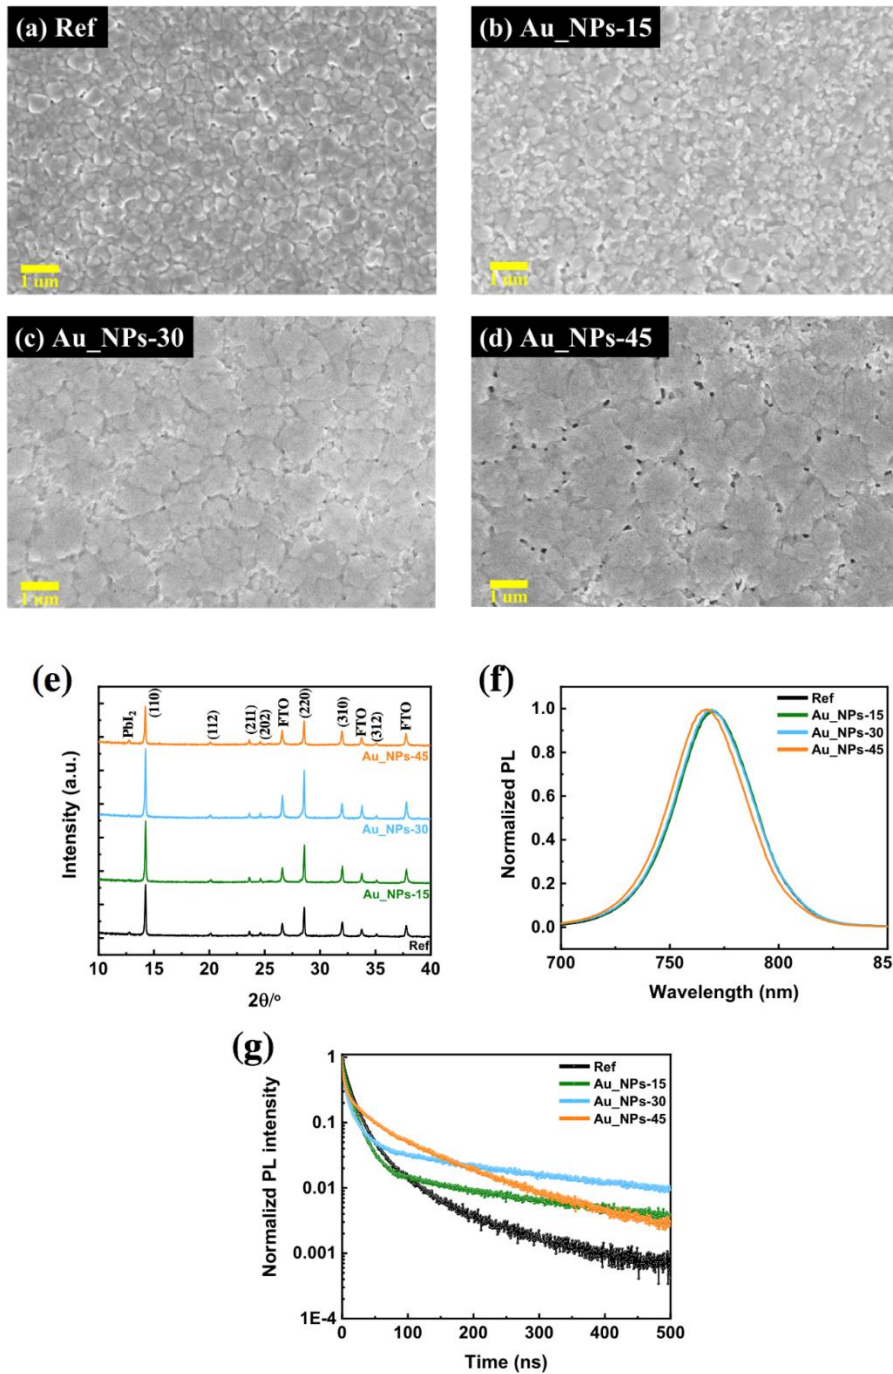 (a) Ref
1 um
(b) Au_NPs-15
1 um
(c) Au_NPs-30
1 um
(d) Au_NPs-45
1 um
(e)
Intensity (a.u.)
PbI₂
(110)
(112)
(211)
(202)
FTO
(220)
(310)
FTO
(312)
FTO
Au_NPs-45
Au_NPs-30
Au_NPs-15
Ref
10 15 20 25 30 35 40
2θ/°
(f)
Normalized PL
1.0
0.8
0.6
0.4
0.2
0.0
Ref
Au_NPs-15
Au_NPs-30
Au_NPs-45
700 750 800 85
Wavelength (nm)
(g)
Normalizd PL intensity
1
0.1
0.01
0.001
1E-4
Ref
Au_NPs-15
Au_NPs-30
Au_NPs-45
0 100 200 300 400 500
Time (ns)